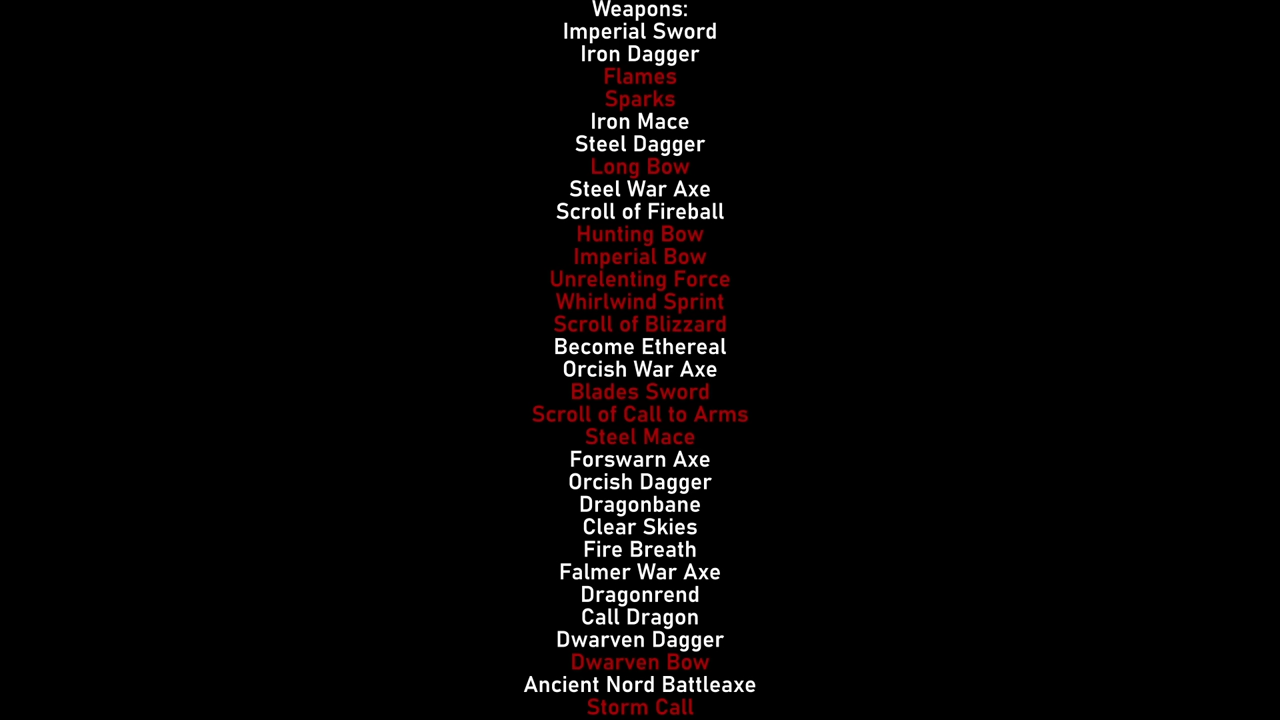 Weapons:
Imperial Sword
Iron Dagger
Flames
Sparks
Iron Mace
Steel Dagger
Long Bow
Steel War Axe
Scroll of Fireball
Hunting Bow
Imperial Bow
Unrelenting Force
Whirlwind Sprint
Scroll of Blizzard
Become Ethereal
Orcish War Axe
Blades Sword
Scroll of Call to Arms
Steel Mace
Forswarn Axe
Orcish Dagger
Dragonbane
Clear Skies
Fire Breath
Falmer War Axe
Dragonrend
Call Dragon
Dwarven Dagger
Dwarven Bow
Ancient Nord Battleaxe
Storm Call